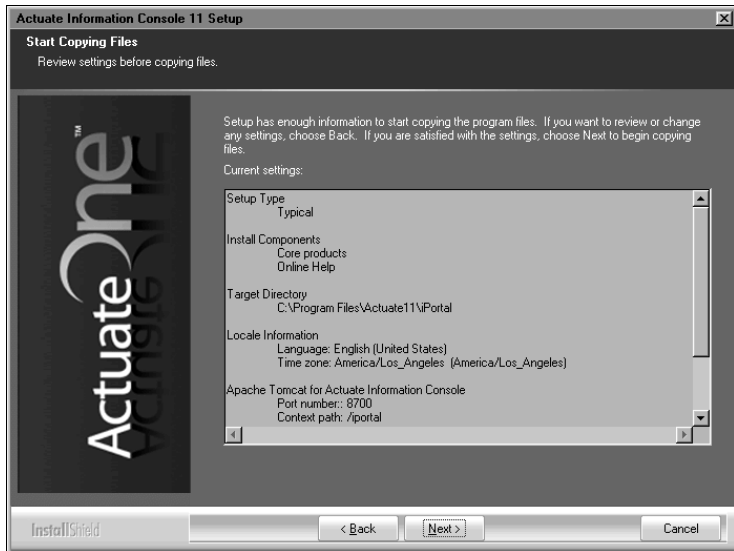 Actuate Information Console 11 Setup
Start Copying Files
Review settings before copying files.
ActuateOne™
Setup has enough information to start copying the program files. If you want to review or change
any settings, choose Back. If you are satisfied with the settings, choose Next to begin copying
files.
Current settings:
Setup Type
Typical
Install Components
Core products
Online Help
Target Directory
C:\Program Files\Actuate11\iPortal
Locale Information
Language: English (United States)
Time zone: America/Los_Angeles (America/Los_Angeles)
Apache Tomcat for Actuate Information Console
Port number:: 8700
Context path: /iportal
InstallShield
< Back
Next >
Cancel